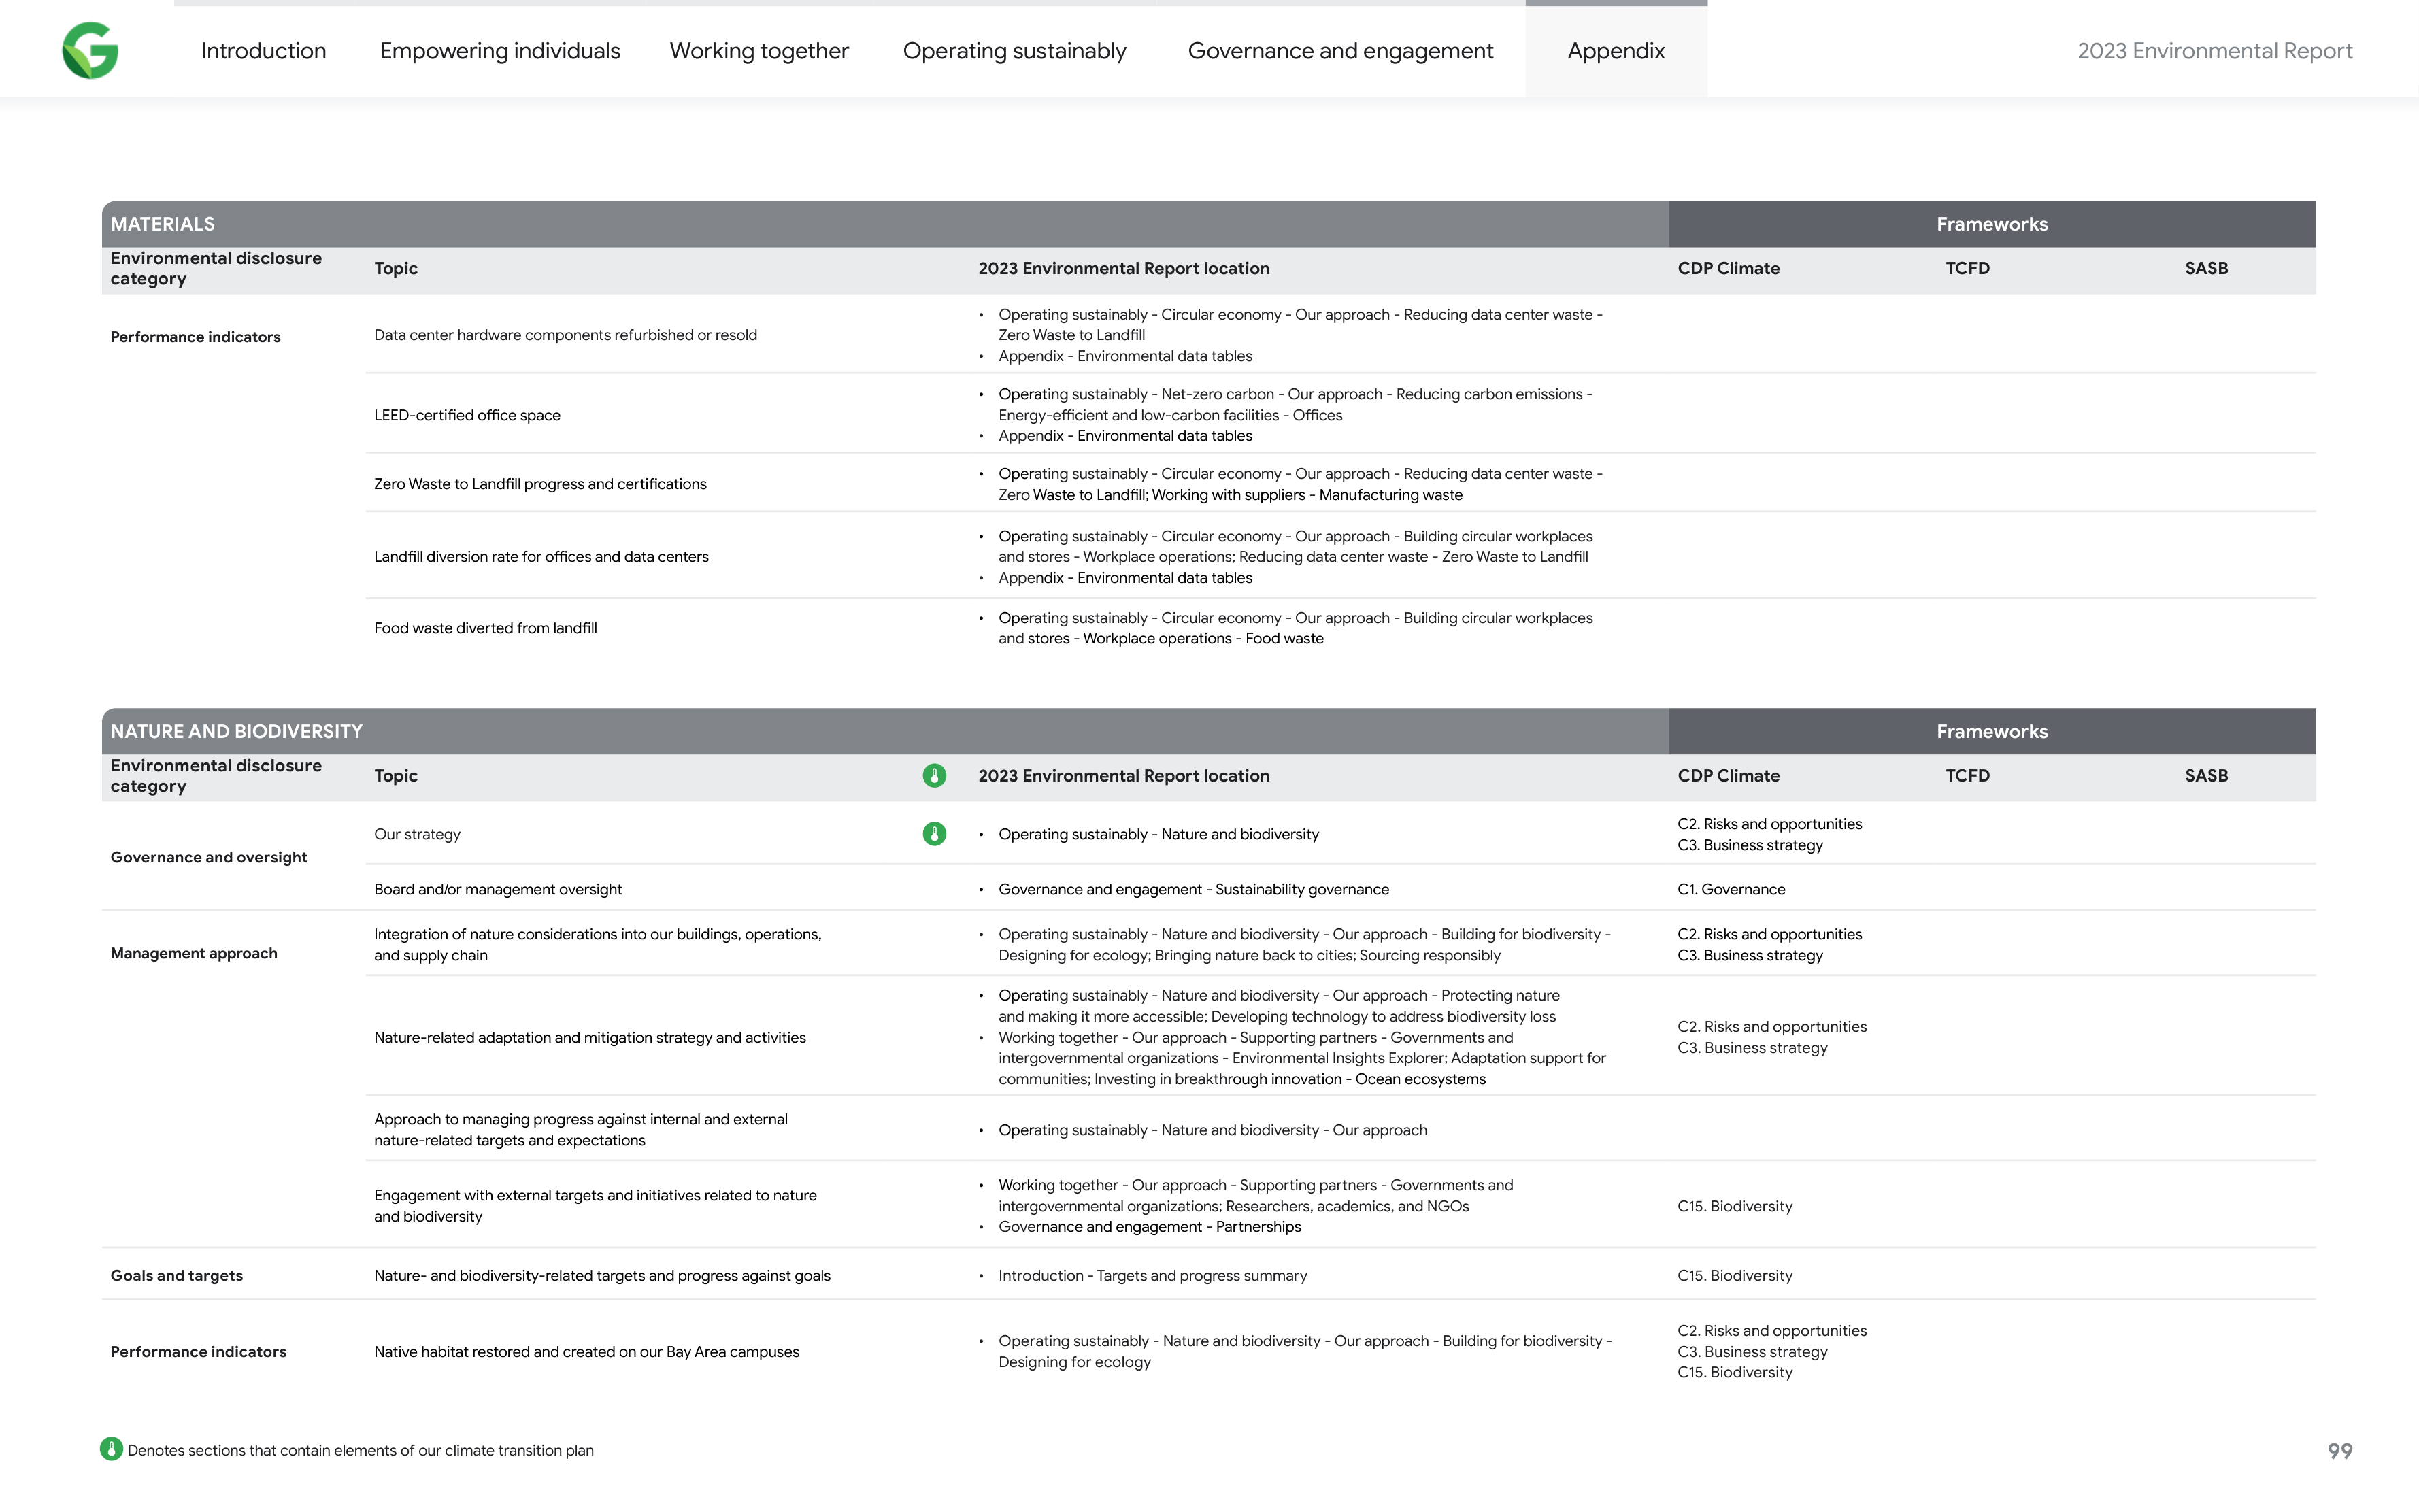 Introduction Empowering individuals Working together Operating sustainably Governance and engagement Appendix 2023 Environmental Report
MATERIALS Frameworks
Environmental disclosure category Topic 2023 Environmental Report location CDP Climate TCFD SASB
Performance indicators
Data center hardware components refurbished or resold
• Operating sustainably - Circular economy - Our approach - Reducing data center waste -
Zero Waste to Landfill
• Appendix - Environmental data tables
LEED-certified office space
• Operating sustainably - Net-zero carbon - Our approach - Reducing carbon emissions -
Energy-efficient and low-carbon facilities - Offices
• Appendix - Environmental data tables
Zero Waste to Landfill progress and certifications
• Operating sustainably - Circular economy - Our approach - Reducing data center waste -
Zero Waste to Landfill; Working with suppliers - Manufacturing waste
Landfill diversion rate for offices and data centers
• Operating sustainably - Circular economy - Our approach - Building circular workplaces
and stores - Workplace operations; Reducing data center waste - Zero Waste to Landfill
• Appendix - Environmental data tables
Food waste diverted from landfill
• Operating sustainably - Circular economy - Our approach - Building circular workplaces
and stores - Workplace operations - Food waste
NATURE AND BIODIVERSITY Frameworks
Environmental disclosure category Topic 2023 Environmental Report location CDP Climate TCFD SASB
Governance and oversight
Our strategy
• Operating sustainably - Nature and biodiversity
C2. Risks and opportunities
C3. Business strategy
Board and/or management oversight
• Governance and engagement - Sustainability governance
C1. Governance
Management approach
Integration of nature considerations into our buildings, operations,
and supply chain
• Operating sustainably - Nature and biodiversity - Our approach - Building for biodiversity -
Designing for ecology; Bringing nature back to cities; Sourcing responsibly
C2. Risks and opportunities
C3. Business strategy
Nature-related adaptation and mitigation strategy and activities
• Operating sustainably - Nature and biodiversity - Our approach - Protecting nature
and making it more accessible; Developing technology to address biodiversity loss
• Working together - Our approach - Supporting partners - Governments and
intergovernmental organizations - Environmental Insights Explorer; Adaptation support for
communities; Investing in breakthrough innovation - Ocean ecosystems
C2. Risks and opportunities
C3. Business strategy
Approach to managing progress against internal and external
nature-related targets and expectations
• Operating sustainably - Nature and biodiversity - Our approach
Engagement with external targets and initiatives related to nature
and biodiversity
• Working together - Our approach - Supporting partners - Governments and
intergovernmental organizations; Researchers, academics, and NGOs
• Governance and engagement - Partnerships
C15. Biodiversity
Goals and targets
Nature- and biodiversity-related targets and progress against goals
• Introduction - Targets and progress summary
C15. Biodiversity
Performance indicators
Native habitat restored and created on our Bay Area campuses
• Operating sustainably - Nature and biodiversity - Our approach - Building for biodiversity -
Designing for ecology
C2. Risks and opportunities
C3. Business strategy
C15. Biodiversity
Denotes sections that contain elements of our climate transition plan
99